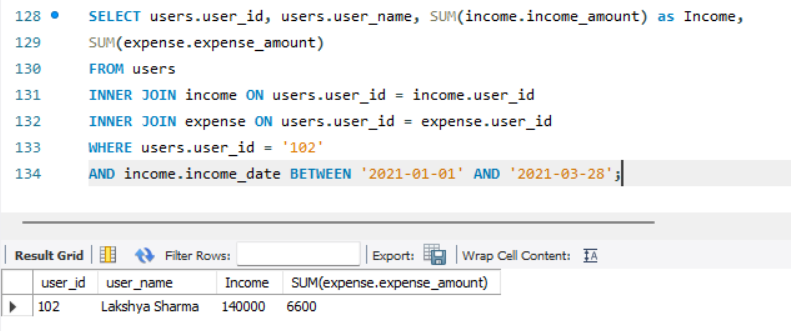 128 SELECT users.user_id, users.user_name, SUM(income.income_amount) as Income,
129 SUM(expense.expense_amount)
130 FROM users
131 INNER JOIN income ON users.user_id = income.user_id
132 INNER JOIN expense ON users.user_id = expense.user_id
133 WHERE users.user_id = '102'
134 AND income.income_date BETWEEN '2021-01-01' AND '2021-03-28';
Result Grid Filter Rows: Export: Wrap Cell Content: IA
user_id user_name Income SUM(expense.expense_amount)
102 Lakshya Sharma 140000 6600